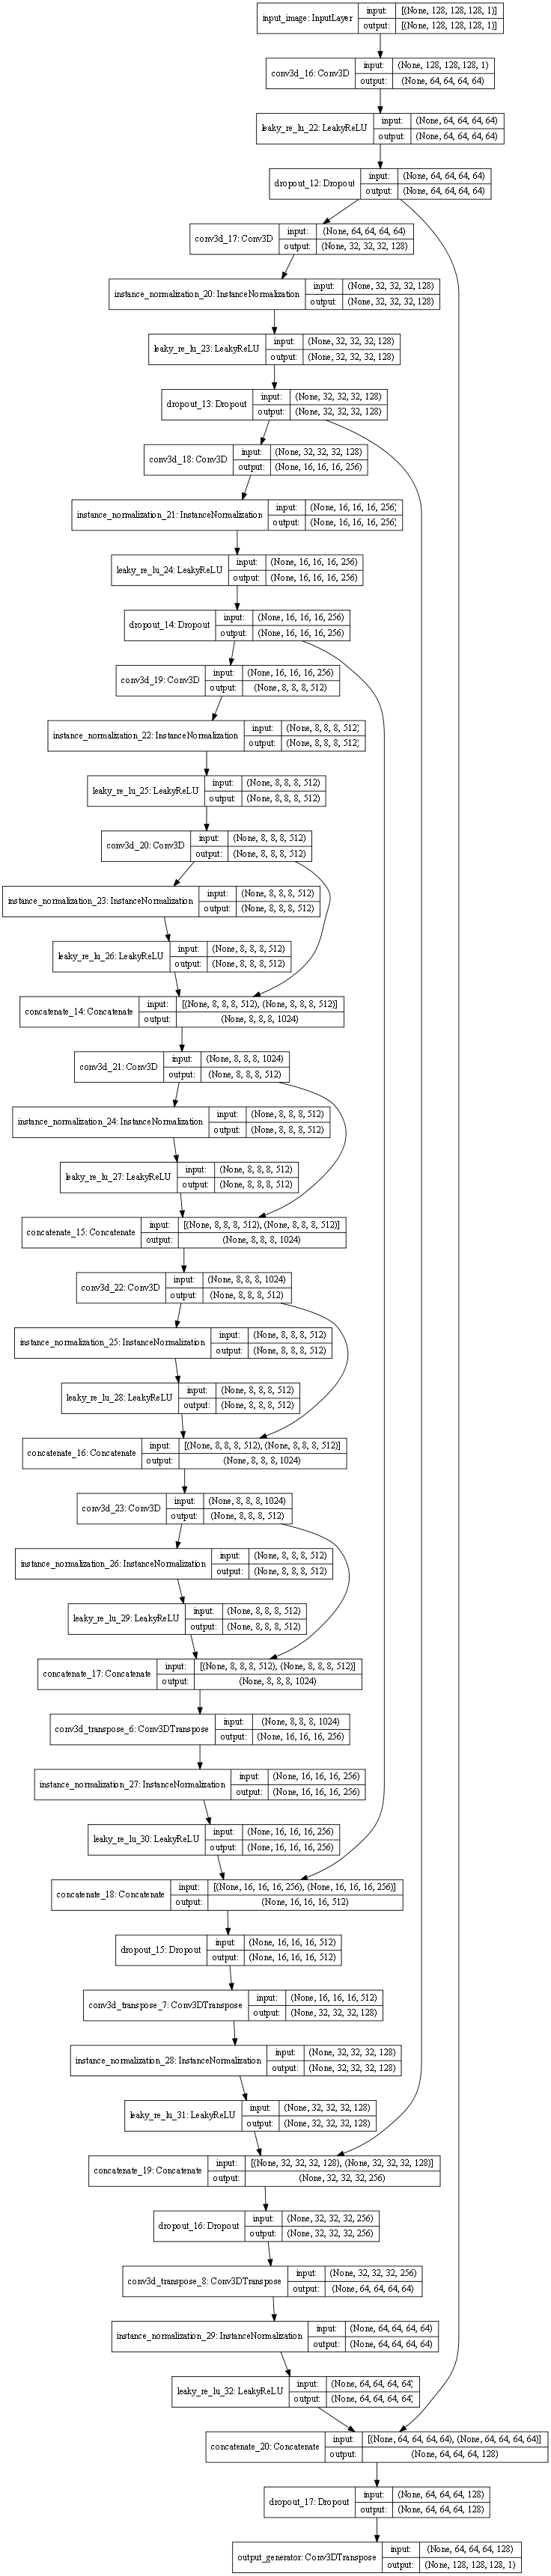 input_image: InputLayer input: [(None, 128, 128, 128, 1)]
output: [(None, 128, 128, 128, 1)]
conv3d_16: Conv3D input: (None, 128, 128, 128, 1)
output: (None, 64, 64, 64, 64)
leaky_re_lu_22: LeakyReLU input: (None, 64, 64, 64, 64)
output: (None, 64, 64, 64, 64)
dropout_12: Dropout input: (None, 64, 64, 64, 64)
output: (None, 64, 64, 64, 64)
conv3d_17: Conv3D input: (None, 64, 64, 64, 64)
output: (None, 32, 32, 32, 128)
instance_normalization_20: InstanceNormalization input: (None, 32, 32, 32, 128)
output: (None, 32, 32, 32, 128)
leaky_re_lu_23: LeakyReLU input: (None, 32, 32, 32, 128)
output: (None, 32, 32, 32, 128)
dropout_13: Dropout input: (None, 32, 32, 32, 128)
output: (None, 32, 32, 32, 128)
conv3d_18: Conv3D input: (None, 32, 32, 32, 128)
output: (None, 16, 16, 16, 256)
instance_normalization_21: InstanceNormalization input: (None, 16, 16, 16, 256)
output: (None, 16, 16, 16, 256)
leaky_re_lu_24: LeakyReLU input: (None, 16, 16, 16, 256)
output: (None, 16, 16, 16, 256)
dropout_14: Dropout input: (None, 16, 16, 16, 256)
output: (None, 16, 16, 16, 256)
conv3d_19: Conv3D input: (None, 16, 16, 16, 256)
output: (None, 8, 8, 8, 512)
instance_normalization_22: InstanceNormalization input: (None, 8, 8, 8, 512)
output: (None, 8, 8, 8, 512)
leaky_re_lu_25: LeakyReLU input: (None, 8, 8, 8, 512)
output: (None, 8, 8, 8, 512)
conv3d_20: Conv3D input: (None, 8, 8, 8, 512)
output: (None, 8, 8, 8, 512)
instance_normalization_23: InstanceNormalization input: (None, 8, 8, 8, 512)
output: (None, 8, 8, 8, 512)
leaky_re_lu_26: LeakyReLU input: (None, 8, 8, 8, 512)
output: (None, 8, 8, 8, 512)
concatenate_14: Concatenate input: [(None, 8, 8, 8, 512), (None, 8, 8, 8, 512)]
output: (None, 8, 8, 8, 1024)
conv3d_21: Conv3D input: (None, 8, 8, 8, 1024)
output: (None, 8, 8, 8, 512)
instance_normalization_24: InstanceNormalization input: (None, 8, 8, 8, 512)
output: (None, 8, 8, 8, 512)
leaky_re_lu_27: LeakyReLU input: (None, 8, 8, 8, 512)
output: (None, 8, 8, 8, 512)
concatenate_15: Concatenate input: [(None, 8, 8, 8, 512), (None, 8, 8, 8, 512)]
output: (None, 8, 8, 8, 1024)
conv3d_22: Conv3D input: (None, 8, 8, 8, 1024)
output: (None, 8, 8, 8, 512)
instance_normalization_25: InstanceNormalization input: (None, 8, 8, 8, 512)
output: (None, 8, 8, 8, 512)
leaky_re_lu_28: LeakyReLU input: (None, 8, 8, 8, 512)
output: (None, 8, 8, 8, 512)
concatenate_16: Concatenate input: [(None, 8, 8, 8, 512), (None, 8, 8, 8, 512)]
output: (None, 8, 8, 8, 1024)
conv3d_23: Conv3D input: (None, 8, 8, 8, 1024)
output: (None, 8, 8, 8, 512)
instance_normalization_26: InstanceNormalization input: (None, 8, 8, 8, 512)
output: (None, 8, 8, 8, 512)
leaky_re_lu_29: LeakyReLU input: (None, 8, 8, 8, 512)
output: (None, 8, 8, 8, 512)
concatenate_17: Concatenate input: [(None, 8, 8, 8, 512), (None, 8, 8, 8, 512)]
output: (None, 8, 8, 8, 1024)
conv3d_transpose_6: Conv3DTranspose input: (None, 8, 8, 8, 1024)
output: (None, 16, 16, 16, 256)
instance_normalization_27: InstanceNormalization input: (None, 16, 16, 16, 256)
output: (None, 16, 16, 16, 256)
leaky_re_lu_30: LeakyReLU input: (None, 16, 16, 16, 256)
output: (None, 16, 16, 16, 256)
concatenate_18: Concatenate input: [(None, 16, 16, 16, 256), (None, 16, 16, 16, 256)]
output: (None, 16, 16, 16, 512)
dropout_15: Dropout input: (None, 16, 16, 16, 512)
output: (None, 16, 16, 16, 512)
conv3d_transpose_7: Conv3DTranspose input: (None, 16, 16, 16, 512)
output: (None, 32, 32, 32, 128)
instance_normalization_28: InstanceNormalization input: (None, 32, 32, 32, 128)
output: (None, 32, 32, 32, 128)
leaky_re_lu_31: LeakyReLU input: (None, 32, 32, 32, 128)
output: (None, 32, 32, 32, 128)
concatenate_19: Concatenate input: [(None, 32, 32, 32, 128), (None, 32, 32, 32, 128)]
output: (None, 32, 32, 32, 256)
dropout_16: Dropout input: (None, 32, 32, 32, 256)
output: (None, 32, 32, 32, 256)
conv3d_transpose_8: Conv3DTranspose input: (None, 32, 32, 32, 256)
output: (None, 64, 64, 64, 64)
instance_normalization_29: InstanceNormalization input: (None, 64, 64, 64, 64)
output: (None, 64, 64, 64, 64)
leaky_re_lu_32: LeakyReLU input: (None, 64, 64, 64, 64)
output: (None, 64, 64, 64, 64)
concatenate_20: Concatenate input: [(None, 64, 64, 64, 64), (None, 64, 64, 64, 64)]
output: (None, 64, 64, 64, 128)
dropout_17: Dropout input: (None, 64, 64, 64, 128)
output: (None, 64, 64, 64, 128)
output_generator: Conv3DTranspose input: (None, 64, 64, 64, 128)
output: (None, 128, 128, 128, 1)